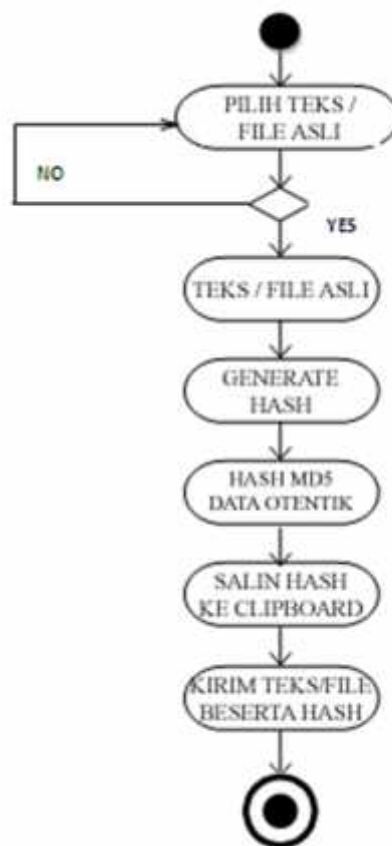 PILIH TEKS /
FILE ASLI
NO
YES
TEKS / FILE ASLI
GENERATE
HASH
HASH MD5
DATA OTENTIK
SALIN HASH
KE CLIPBOARD
KIRIM TEKS/FILE
BESERTA HASH